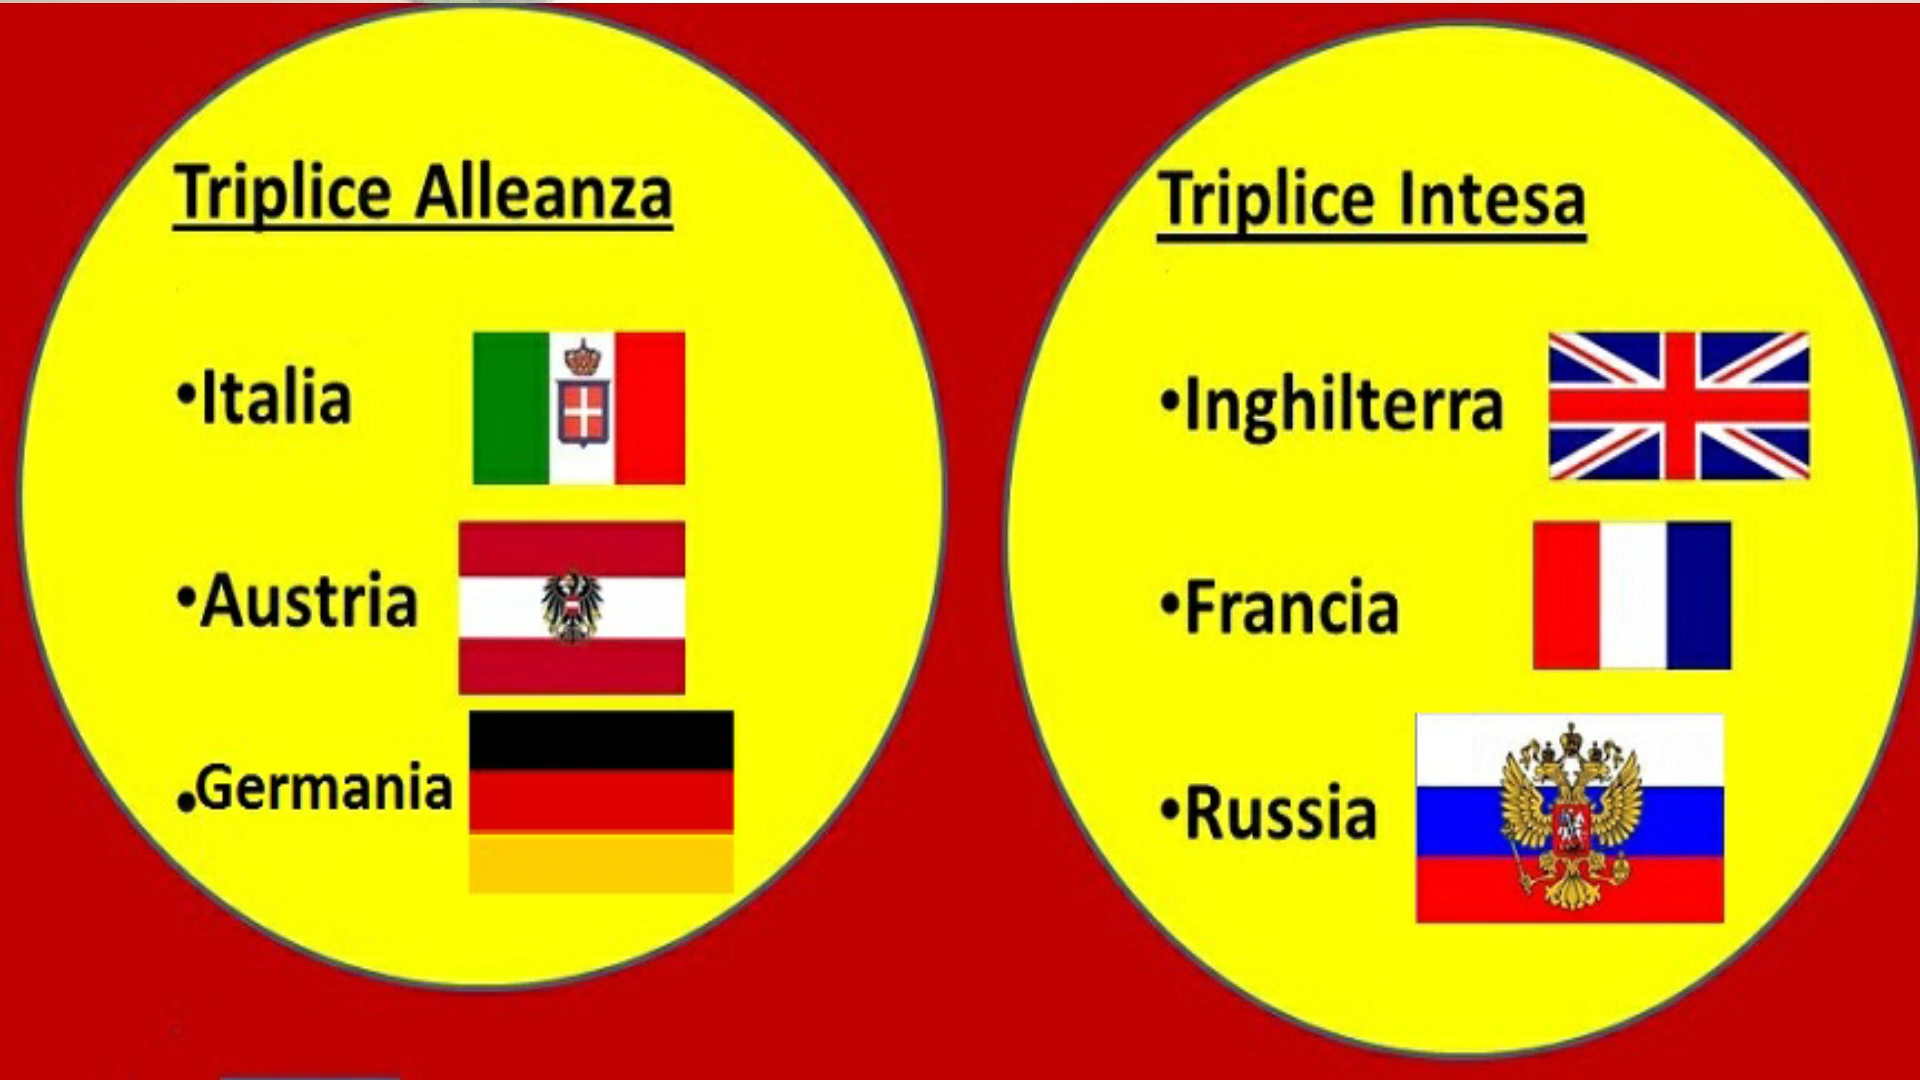 Triplice Alleanza
•Italia
•Austria
•Germania
Triplice Intesa
•Inghilterra
•Francia
•Russia